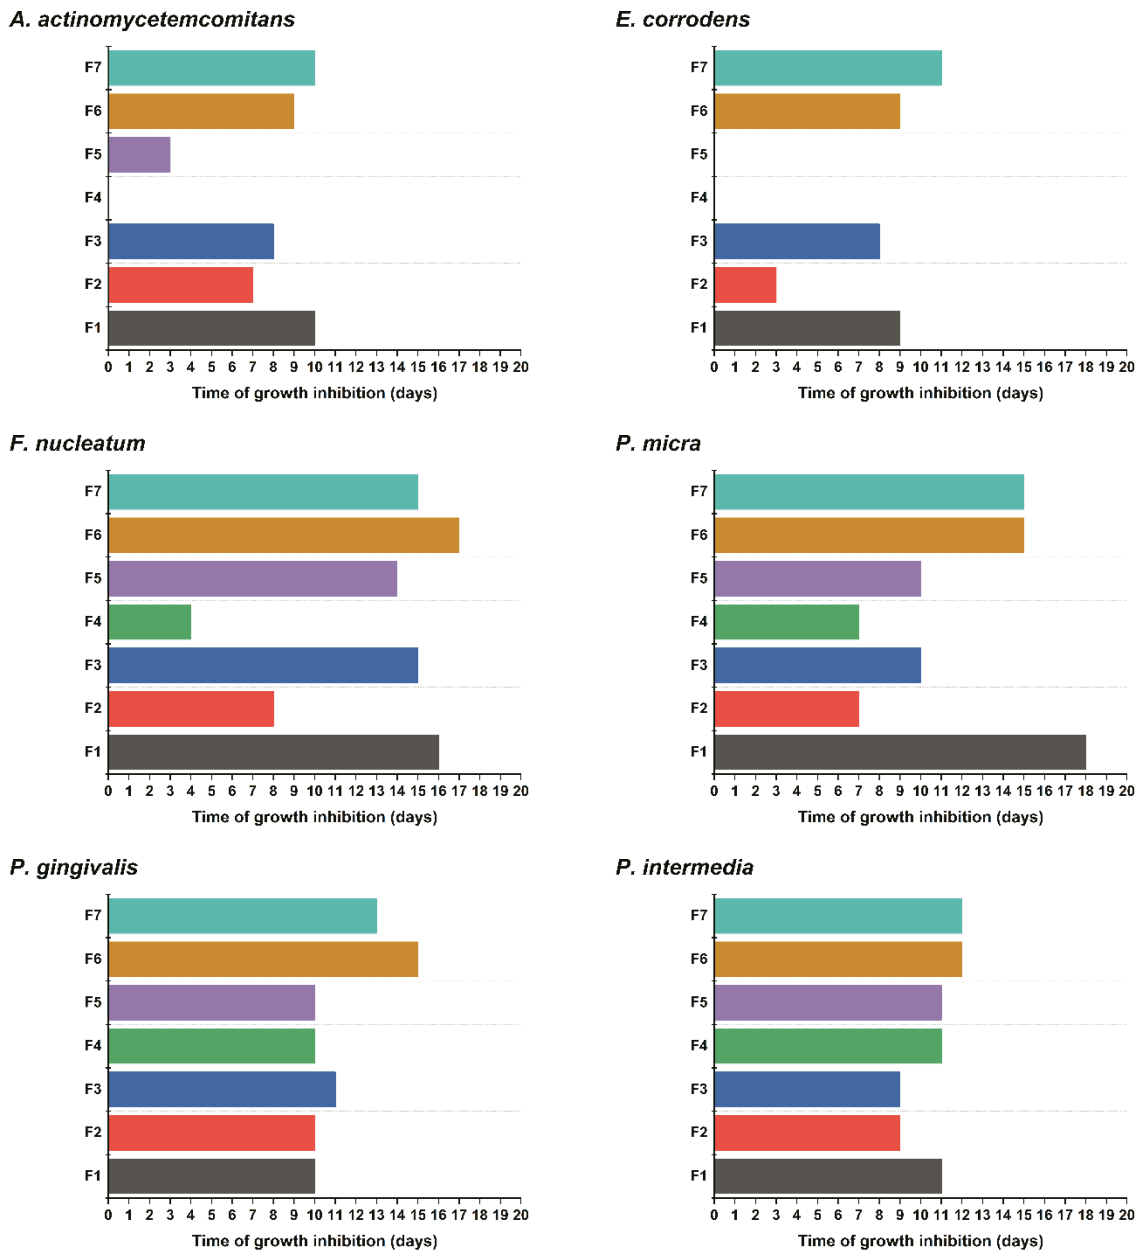 A. actinomycetemcomitans
F7
F6
F5
F4
F3
F2
F1
0 1 2 3 4 5 6 7 8 9 10 11 12 13 14 15 16 17 18 19 20
Time of growth inhibition (days)
E. corrodens
F7
F6
F5
F4
F3
F2
F1
0 1 2 3 4 5 6 7 8 9 10 11 12 13 14 15 16 17 18 19 20
Time of growth inhibition (days)
F. nucleatum
F7
F6
F5
F4
F3
F2
F1
0 1 2 3 4 5 6 7 8 9 10 11 12 13 14 15 16 17 18 19 20
Time of growth inhibition (days)
P. micra
F7
F6
F5
F4
F3
F2
F1
0 1 2 3 4 5 6 7 8 9 10 11 12 13 14 15 16 17 18 19 20
Time of growth inhibition (days)
P. gingivalis
F7
F6
F5
F4
F3
F2
F1
0 1 2 3 4 5 6 7 8 9 10 11 12 13 14 15 16 17 18 19 20
Time of growth inhibition (days)
P. intermedia
F7
F6
F5
F4
F3
F2
F1
0 1 2 3 4 5 6 7 8 9 10 11 12 13 14 15 16 17 18 19 20
Time of growth inhibition (days)